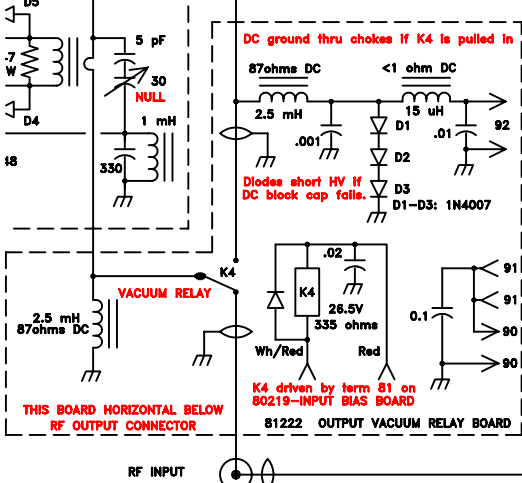 D5
5 pF
DC ground thru chokes if K4 is pulled in
-7
W
30
NULL
87ohms DC
<1 ohm DC
2.5 mH
15 uH
D4
1 mH
.001
D1
.01
92
48
330
D2
Diodes short HV if
DC block cap fails.
D3
D1-D3: 1N4007
K4
.02
91
VACUUM RELAY
K4
26.5V
335 ohms
91
2.5 mH
87ohms DC
0.1
90
Wh/Red
Red
90
K4 driven by term 81 on
80219-INPUT BIAS BOARD
THIS BOARD HORIZONTAL BELOW
RF OUTPUT CONNECTOR
81222 OUTPUT VACUUM RELAY BOARD
RF INPUT